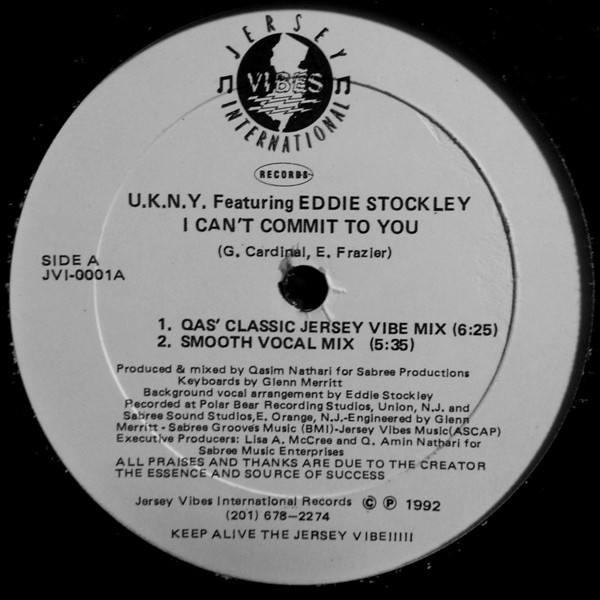 JERSEY
VIBES
INTERNATIONAL
RECORDS
U.K.N.Y. Featuring EDDIE STOCKLEY
I CAN'T COMMIT TO YOU
(G. Cardinal, E. Frazier)
SIDE A
JVI-0001A
1. QAS' CLASSIC JERSEY VIBE MIX (6:25)
2. SMOOTH VOCAL MIX (5:35)
Produced & mixed by Qasim Nathari for Sabree Productions
Keyboards by Glenn Merritt
Background vocal arrangement by Eddie Stockley
Recorded at Polar Bear Recording Studios, Union, N.J. and
Sabree Sound Studios,E. Orange, N.J.-Engineered by Glenn
Merritt - Sabree Grooves Music (BMI)-Jersey Vibes Music(ASCAP)
Executive Producers: Lisa A. McCree and Q. Amin Nathari for
Sabree Music Enterprises
ALL PRAISES AND THANKS ARE DUE TO THE CREATOR
THE ESSENCE AND SOURCE OF SUCCESS
Jersey Vibes International Records © ℗ 1992
(201) 678-2274
KEEP ALIVE THE JERSEY VIBE!!!!!